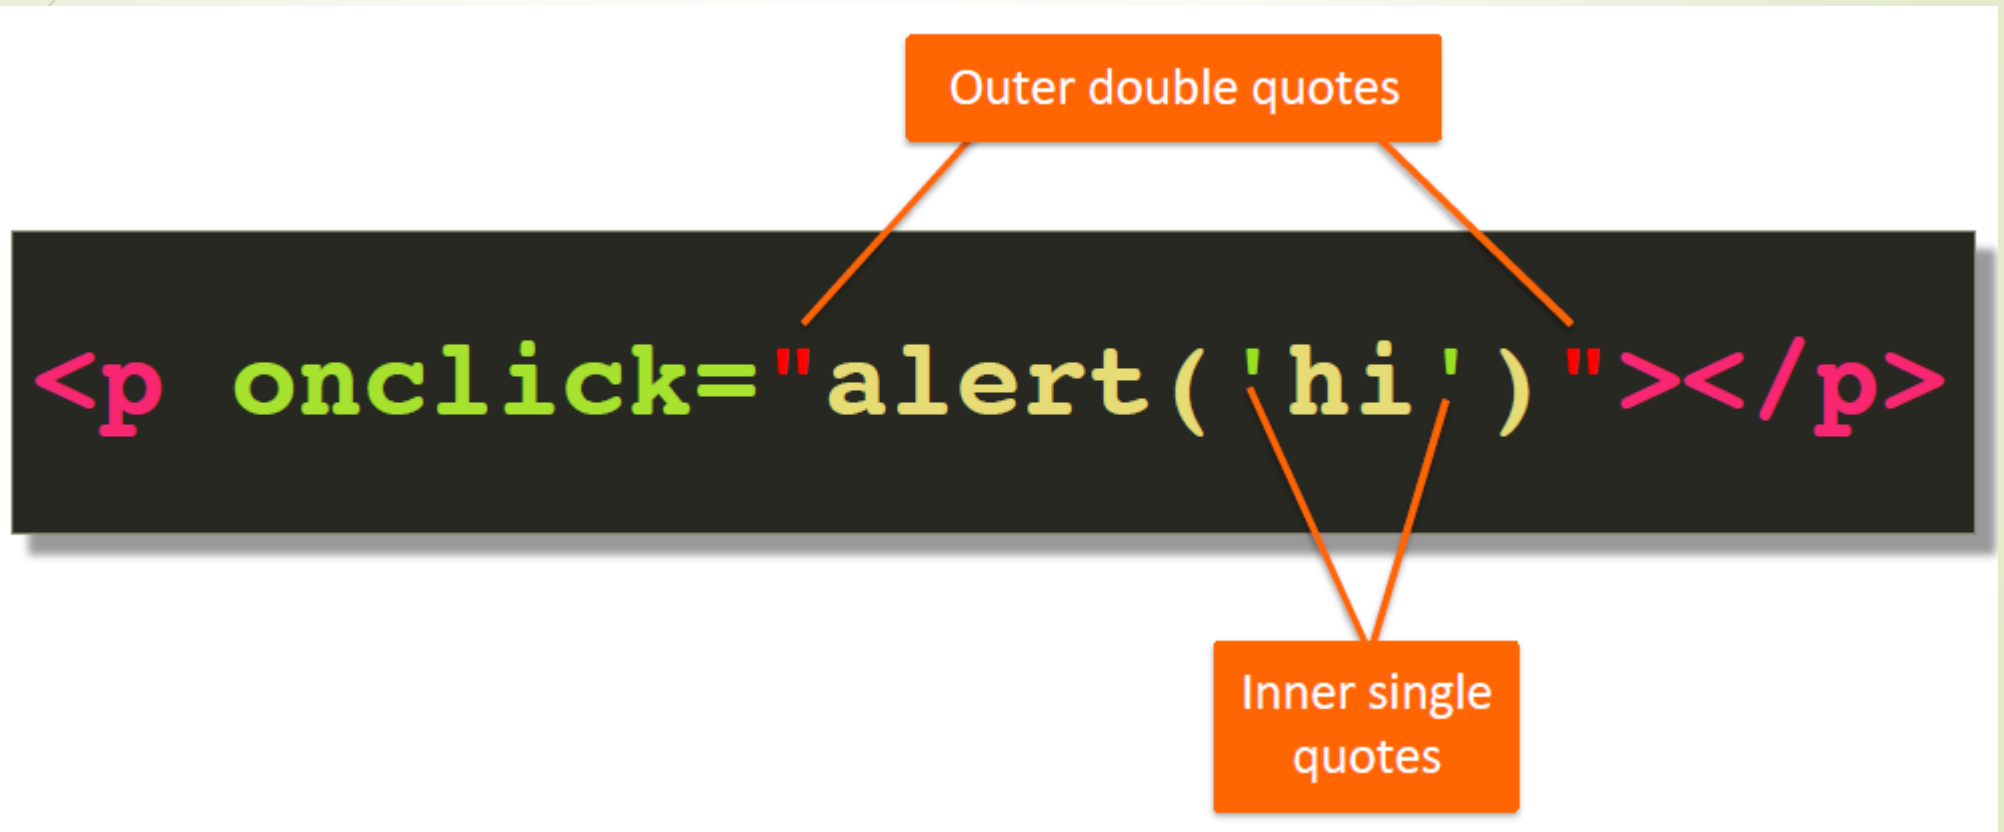 Outer double quotes
<p onclick="alert('hi')"></p>
Inner single
quotes